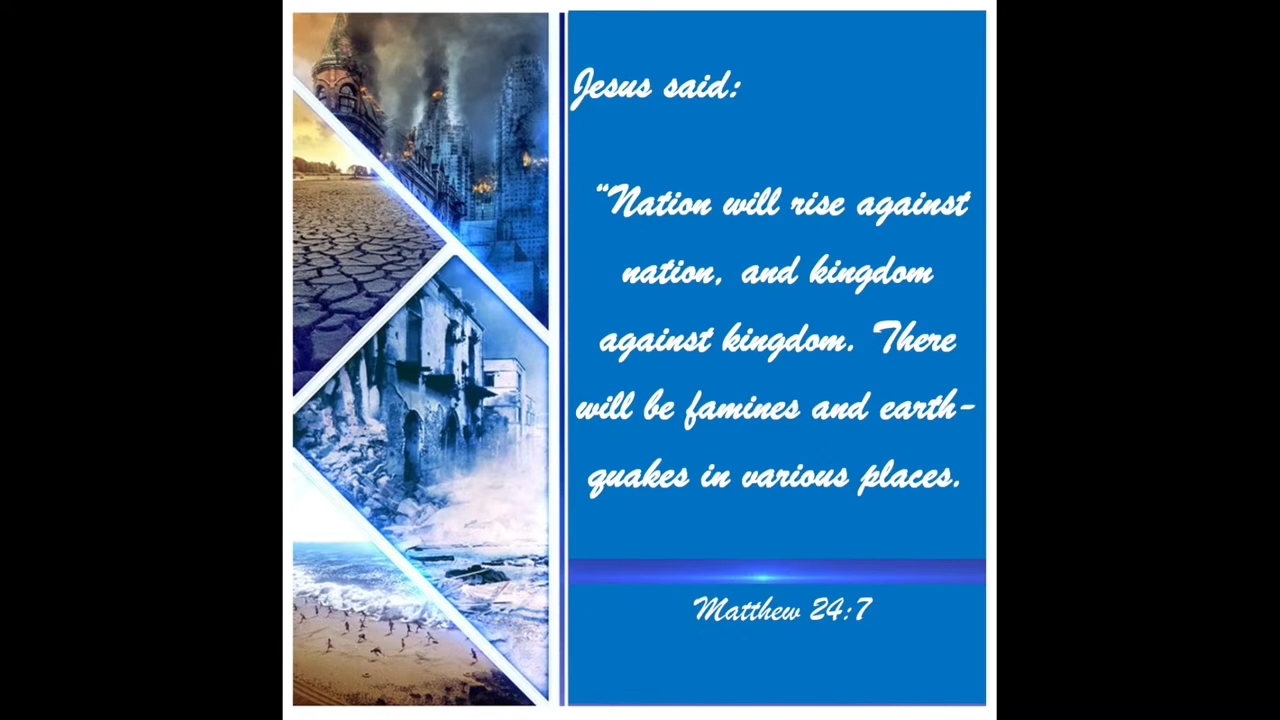 Jesus said:
“Nation will rise against
nation, and kingdom
against kingdom. There
will be famines and earth-
quakes in various places.
Matthew 24:7